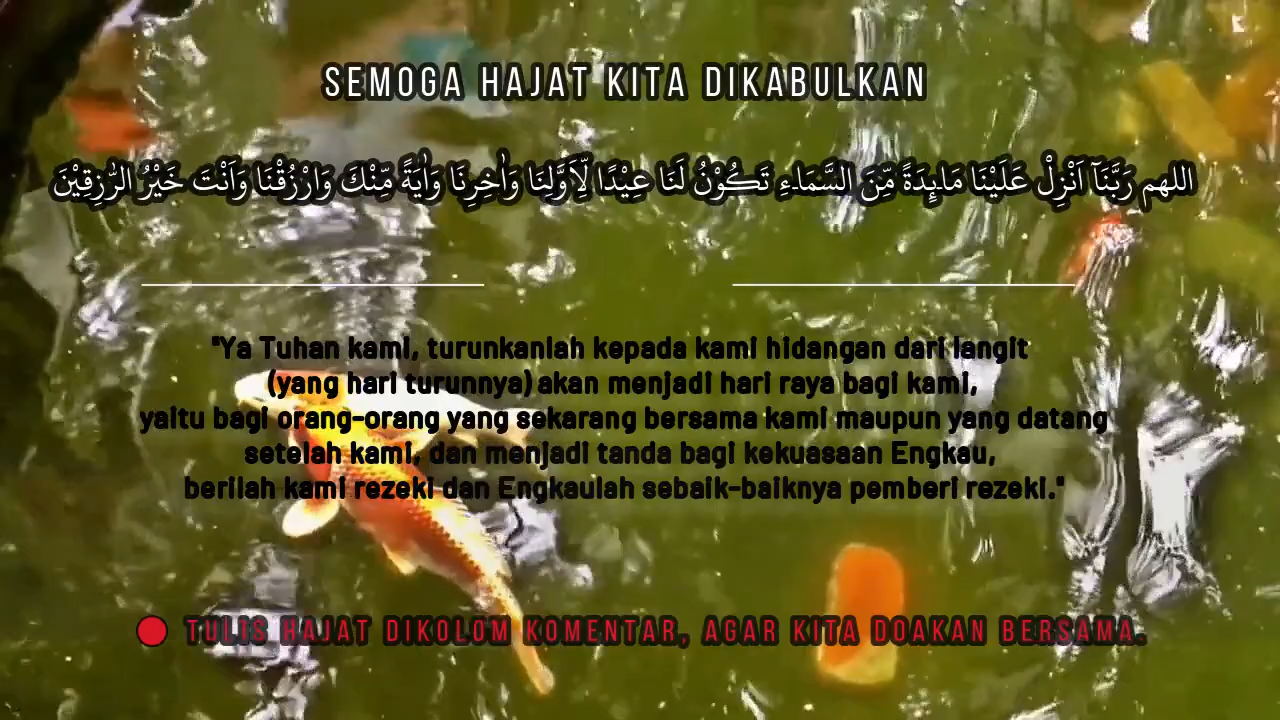 SEMOGA HAJAT KITA DIKABULKAN
اللهم رَبَّنَآ اَنْزِلْ عَلَيْنَا مَاۤىِٕدَةً مِّنَ السَّمَاۤءِ تَكُوْنُ لَنَا عِيْدًا لِّاَوَّلِنَا وَاٰخِرِنَا وَاٰيَةً مِّنْكَ وَارْزُقْنَا وَاَنْتَ خَيْرُ الرّٰزِقِيْنَ
"Ya Tuhan kami, turunkanlah kepada kami hidangan dari langit
(yang hari turunnya) akan menjadi hari raya bagi kami,
yaitu bagi orang-orang yang sekarang bersama kami maupun yang datang
setelah kami, dan menjadi tanda bagi kekuasaan Engkau,
berilah kami rezeki dan Engkaulah sebaik-baiknya pemberi rezeki."
TULIS HAJAT DIKOLOM KOMENTAR, AGAR KITA DOAKAN BERSAMA.